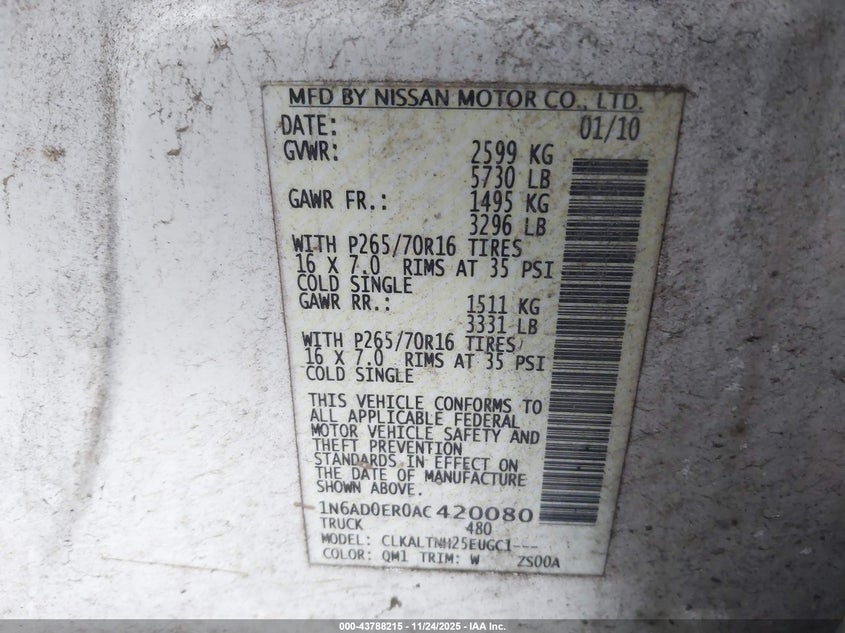 MFD BY NISSAN MOTOR CO., LTD.
DATE: 01/10
GVWR: 2599 KG
5730 LB
GAWR FR.: 1495 KG
3296 LB
WITH P265/70R16 TIRES
16 X 7.0 RIMS AT 35 PSI
COLD SINGLE
GAWR RR.: 1511 KG
3331 LB
WITH P265/70R16 TIRES
16 X 7.0 RIMS AT 35 PSI
COLD SINGLE
THIS VEHICLE CONFORMS TO
ALL APPLICABLE FEDERAL
MOTOR VEHICLE SAFETY AND
THEFT PREVENTION
STANDARDS IN EFFECT ON
THE DATE OF MANUFACTURE
SHOWN ABOVE.
1N6AD0ER0AC 420080
TRUCK 480
MODEL: CLKALTNH25EUGC1---
COLOR: QM1 TRIM: W ZS00A
000-43788215 - 11/24/2025 - IAA Inc.